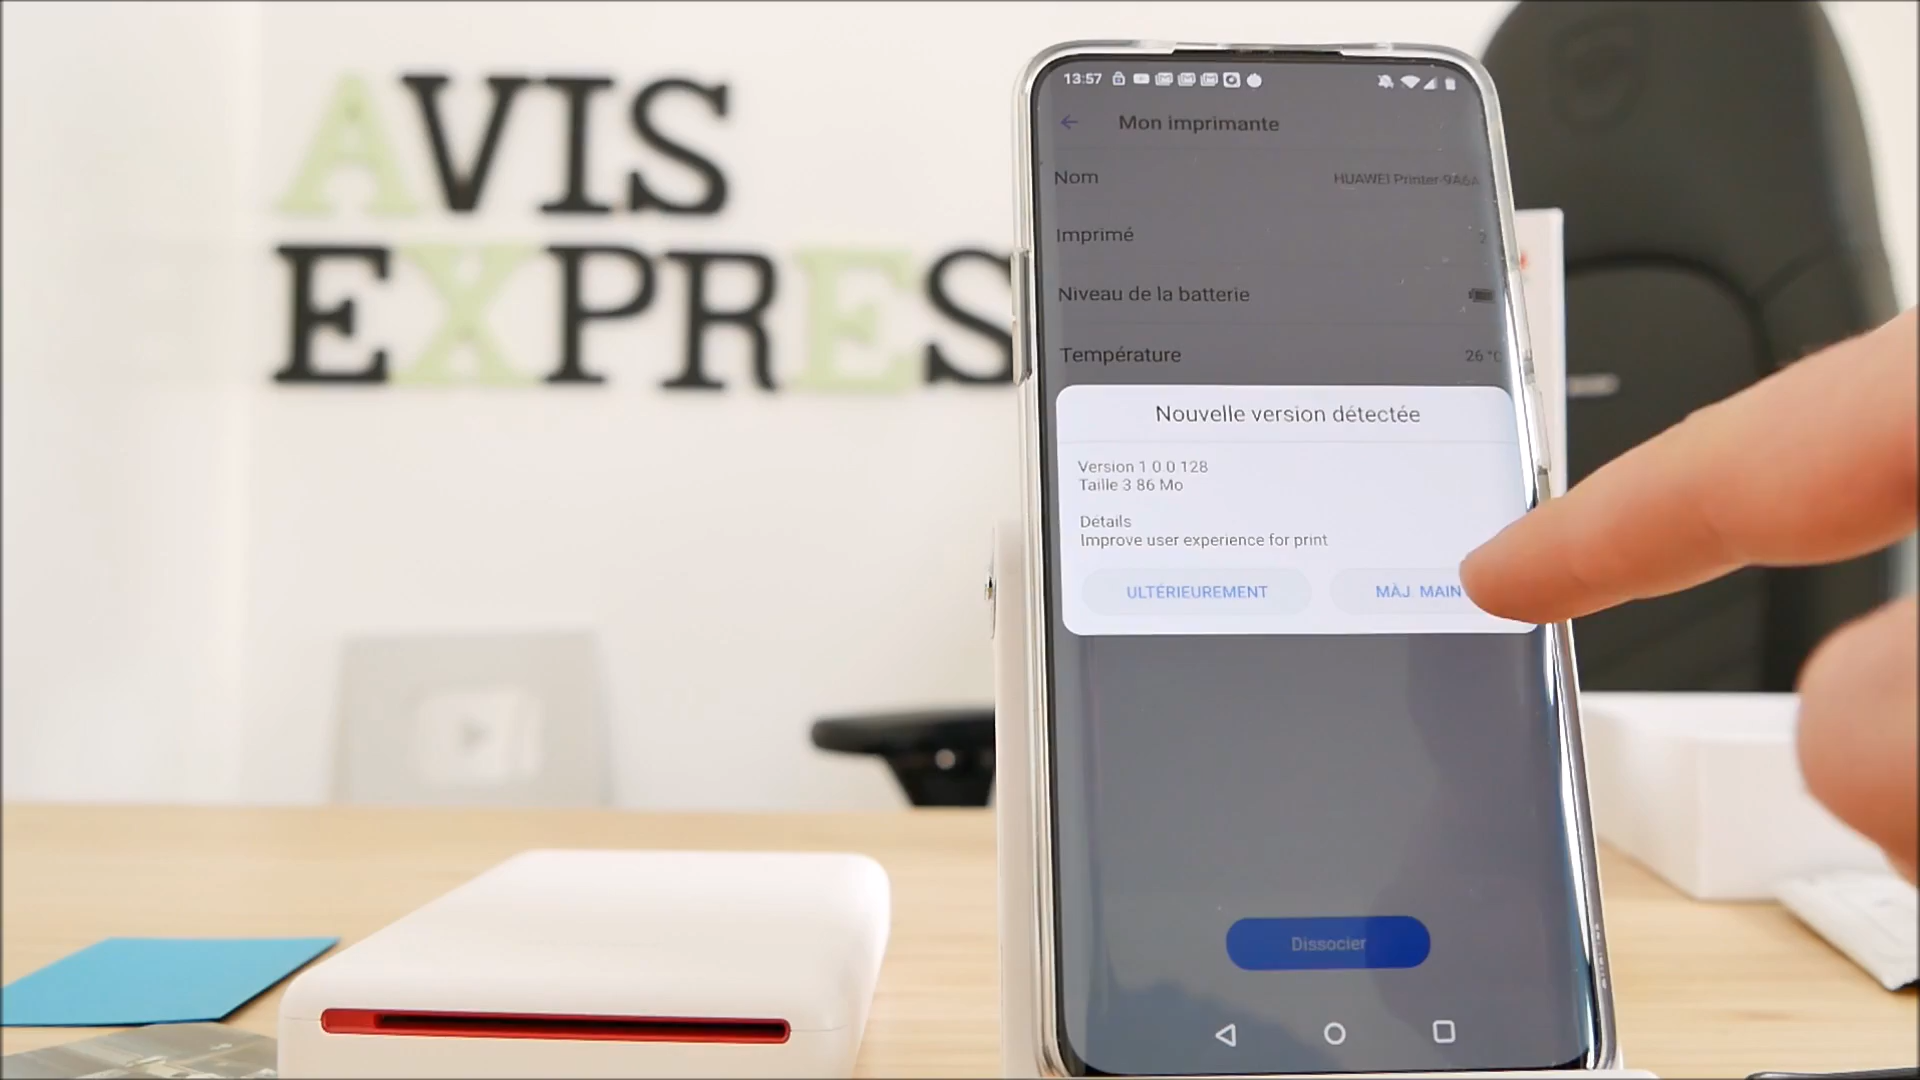 AVIS
EXPRES
13:57
Mon imprimante
Nom
HUAWEI Printer-9A6A
Imprimé
2
Niveau de la batterie
Température
26 °C
Nouvelle version détectée
Version 1 0.0 128
Taille 3 86 Mo
Détails
Improve user experience for print
ULTÉRIEUREMENT
MÀJ MAIN
Dissocier